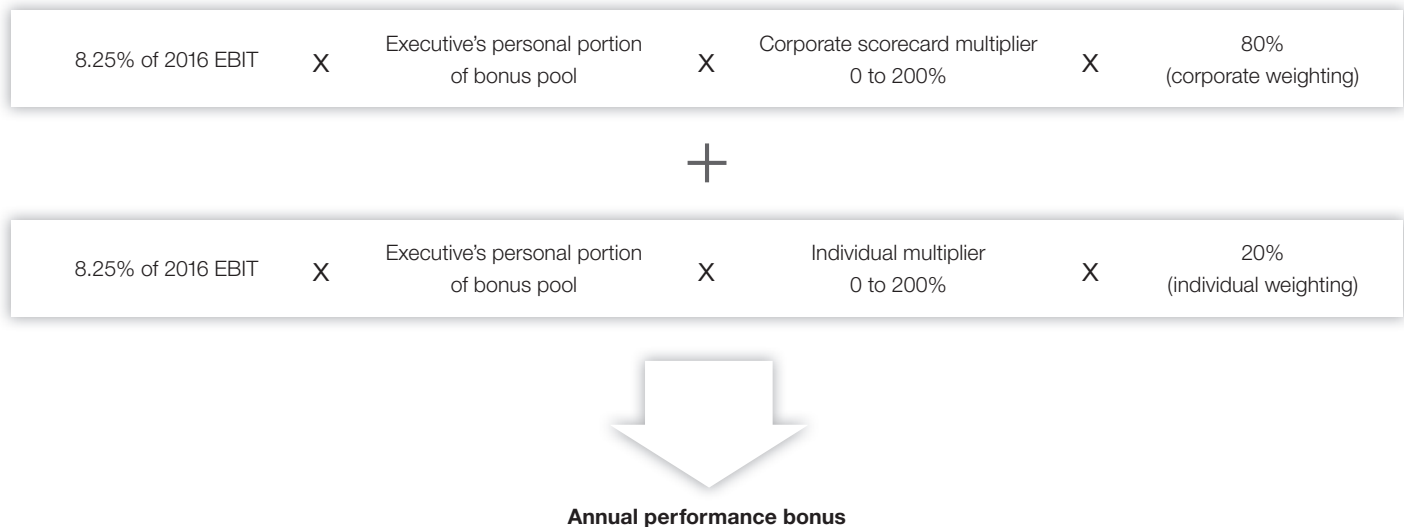 8.25% of 2016 EBIT X Executive’s personal portion of bonus pool X Corporate scorecard multiplier 0 to 200% X 80% (corporate weighting)
+
8.25% of 2016 EBIT X Executive’s personal portion of bonus pool X Individual multiplier 0 to 200% X 20% (individual weighting)
Annual performance bonus